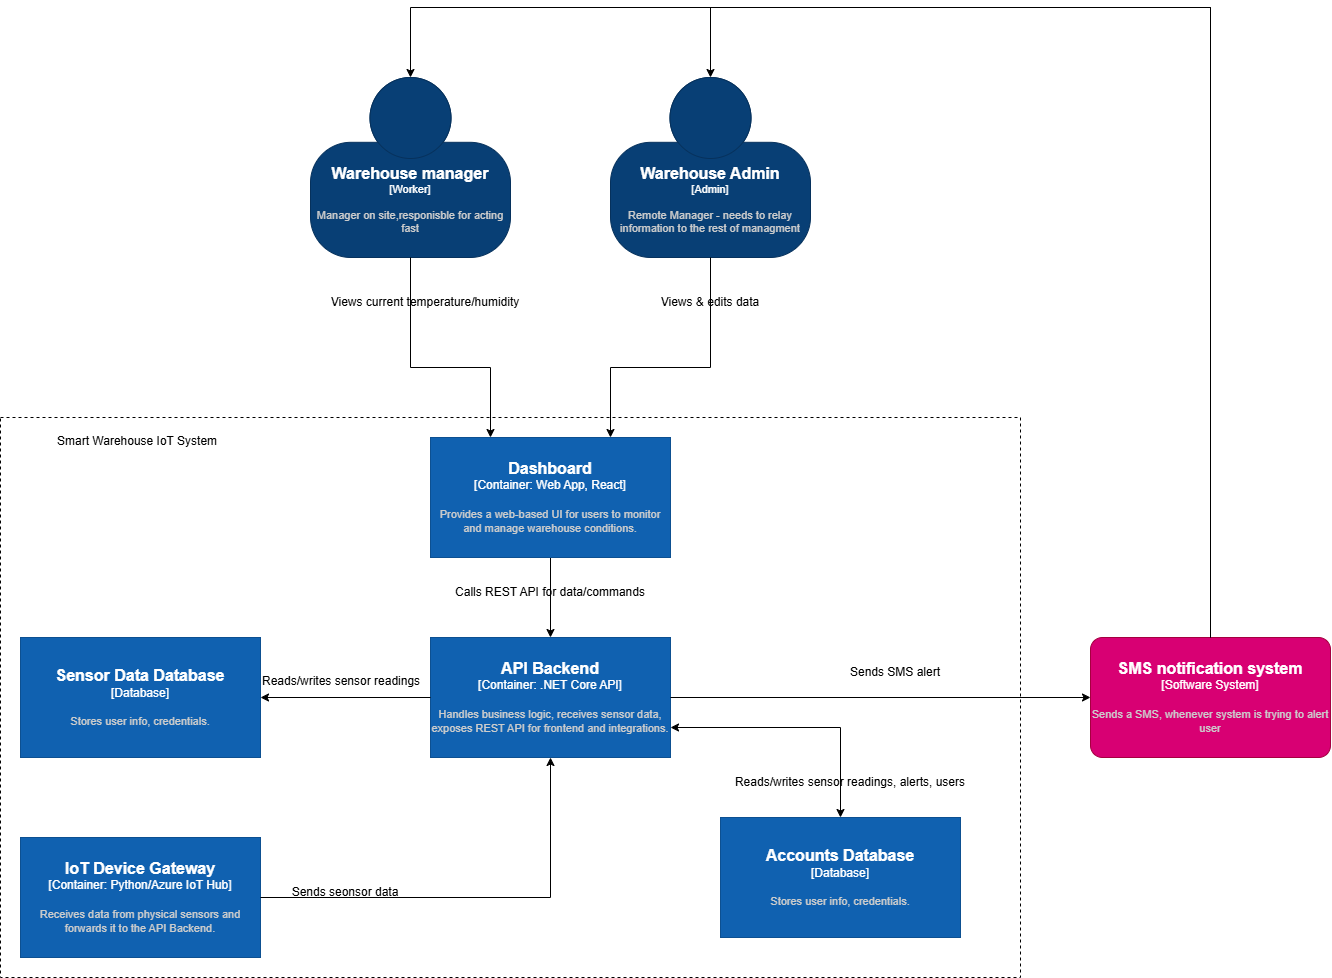 Warehouse manager
[Worker]
Manager on site,responisble for acting
fast
Warehouse Admin
[Admin]
Remote Manager - needs to relay
information to the rest of managment
Views current temperature/humidity
Views & edits data
Smart Warehouse IoT System
Dashboard
[Container: Web App, React]
Provides a web-based UI for users to monitor
and manage warehouse conditions.
Calls REST API for data/commands
Sensor Data Database
[Database]
Stores user info, credentials.
Reads/writes sensor readings
API Backend
[Container: .NET Core API]
Handles business logic, receives sensor data,
exposes REST API for frontend and integrations.
Sends SMS alert
SMS notification system
[Software System]
Sends a SMS, whenever system is trying to alert
user
Reads/writes sensor readings, alerts, users
IoT Device Gateway
[Container: Python/Azure IoT Hub]
Receives data from physical sensors and
forwards it to the API Backend.
Sends seonsor data
Accounts Database
[Database]
Stores user info, credentials.